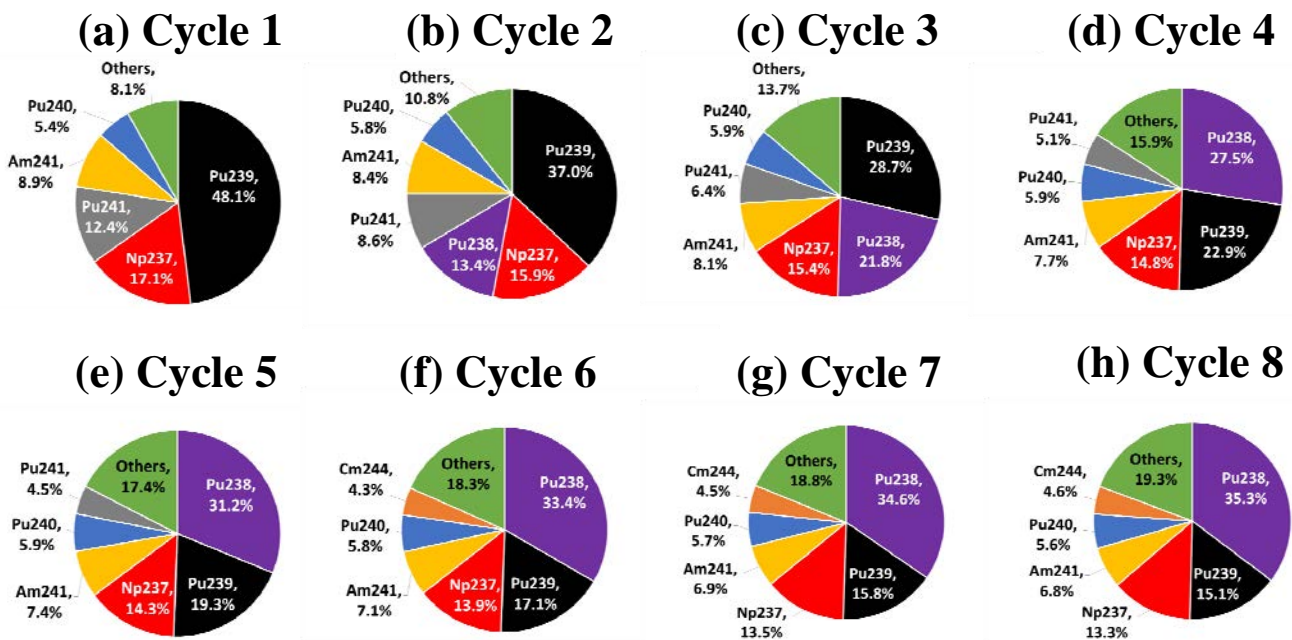 (a) Cycle 1
Others,
8.1%
Pu240,
5.4%
Am241,
8.9%
Pu241,
12.4%
Np237,
17.1%
Pu239,
48.1%
(b) Cycle 2
Others,
10.8%
Pu240,
5.8%
Am241,
8.4%
Pu241,
8.6%
Pu238,
13.4%
Np237,
15.9%
Pu239,
37.0%
(c) Cycle 3
Others,
13.7%
Pu240,
5.9%
Pu241,
6.4%
Am241,
8.1%
Np237,
15.4%
Pu238,
21.8%
Pu239,
28.7%
(d) Cycle 4
Pu241,
5.1%
Others,
15.9%
Pu240,
5.9%
Am241,
7.7%
Np237,
14.8%
Pu239,
22.9%
Pu238,
27.5%
(e) Cycle 5
Pu241,
4.5%
Others,
17.4%
Pu240,
5.9%
Am241,
7.4%
Np237,
14.3%
Pu239,
19.3%
Pu238,
31.2%
(f) Cycle 6
Cm244,
4.3%
Others,
18.3%
Pu240,
5.8%
Am241,
7.1%
Np237,
13.9%
Pu239,
17.1%
Pu238,
33.4%
(g) Cycle 7
Cm244,
4.5%
Others,
18.8%
Pu240,
5.7%
Am241,
6.9%
Np237,
13.5%
Pu239,
15.8%
Pu238,
34.6%
(h) Cycle 8
Cm244,
4.6%
Others,
19.3%
Pu240,
5.6%
Am241,
6.8%
Np237,
13.3%
Pu239,
15.1%
Pu238,
35.3%